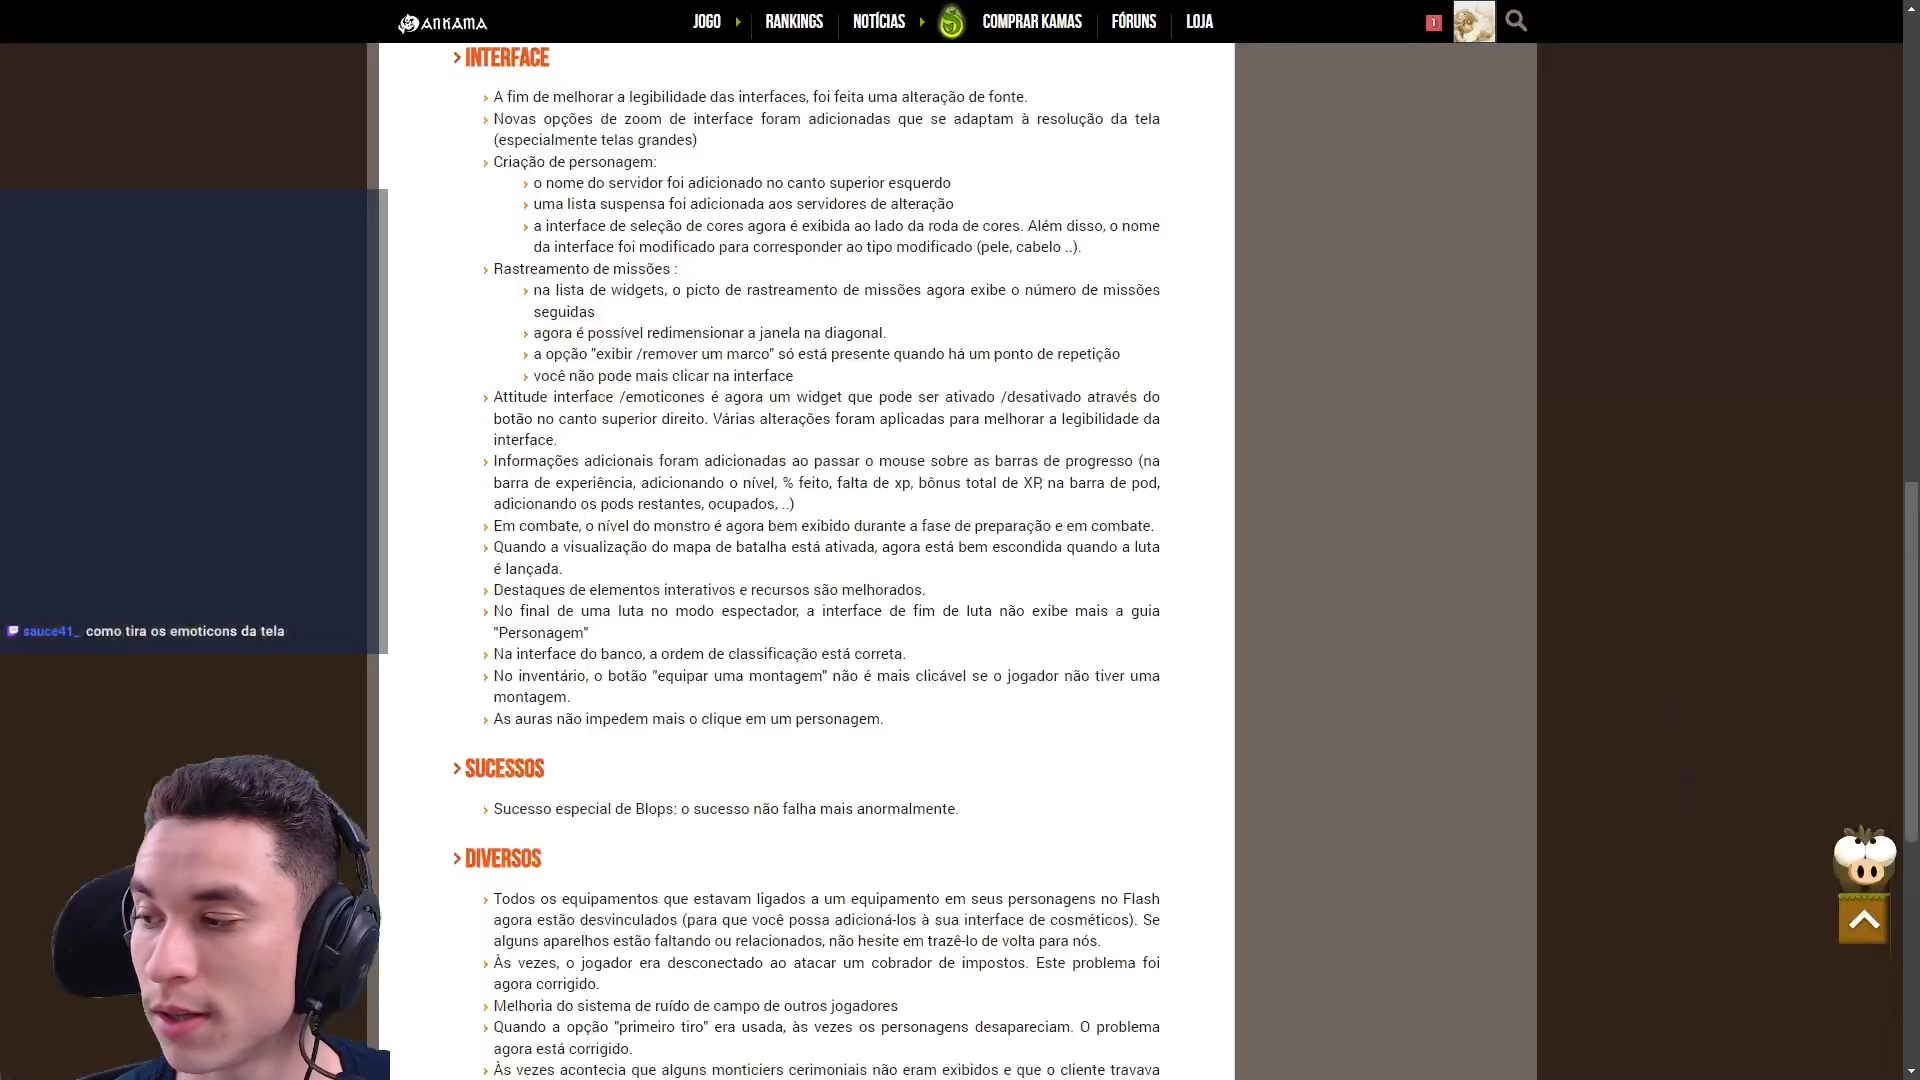 ANKAMA
JOGO
RANKINGS
NOTÍCIAS
COMPRAR KAMAS
FÓRUNS
LOJA
1
INTERFACE
A fim de melhorar a legibilidade das interfaces, foi feita uma alteração de fonte.
Novas opções de zoom de interface foram adicionadas que se adaptam à resolução da tela
(especialmente telas grandes)
Criação de personagem:
o nome do servidor foi adicionado no canto superior esquerdo
uma lista suspensa foi adicionada aos servidores de alteração
a interface de seleção de cores agora é exibida ao lado da roda de cores. Além disso, o nome
da interface foi modificado para corresponder ao tipo modificado (pele, cabelo ..).
Rastreamento de missões :
na lista de widgets, o picto de rastreamento de missões agora exibe o número de missões
seguidas
agora é possível redimensionar a janela na diagonal.
a opção "exibir /remover um marco" só está presente quando há um ponto de repetição
você não pode mais clicar na interface
Attitude interface /emoticones é agora um widget que pode ser ativado /desativado através do
botão no canto superior direito. Várias alterações foram aplicadas para melhorar a legibilidade da
interface.
Informações adicionais foram adicionadas ao passar o mouse sobre as barras de progresso (na
barra de experiência, adicionando o nível, % feito, falta de xp, bônus total de XP, na barra de pod,
adicionando os pods restantes, ocupados, ..)
Em combate, o nível do monstro é agora bem exibido durante a fase de preparação e em combate.
Quando a visualização do mapa de batalha está ativada, agora está bem escondida quando a luta
é lançada.
Destaques de elementos interativos e recursos são melhorados.
No final de uma luta no modo espectador, a interface de fim de luta não exibe mais a guia
"Personagem"
sauce41_ como tira os emoticons da tela
Na interface do banco, a ordem de classificação está correta.
No inventário, o botão "equipar uma montagem" não é mais clicável se o jogador não tiver uma
montagem.
As auras não impedem mais o clique em um personagem.
SUCESSOS
Sucesso especial de Blops: o sucesso não falha mais anormalmente.
DIVERSOS
Todos os equipamentos que estavam ligados a um equipamento em seus personagens no Flash
agora estão desvinculados (para que você possa adicioná-los à sua interface de cosméticos). Se
alguns aparelhos estão faltando ou relacionados, não hesite em trazê-lo de volta para nós.
Às vezes, o jogador era desconectado ao atacar um cobrador de impostos. Este problema foi
agora corrigido.
Melhoria do sistema de ruído de campo de outros jogadores
Quando a opção "primeiro tiro" era usada, às vezes os personagens desapareciam. O problema
agora está corrigido.
Às vezes acontecia que alguns monticiers cerimoniais não eram exibidos e que o cliente travava